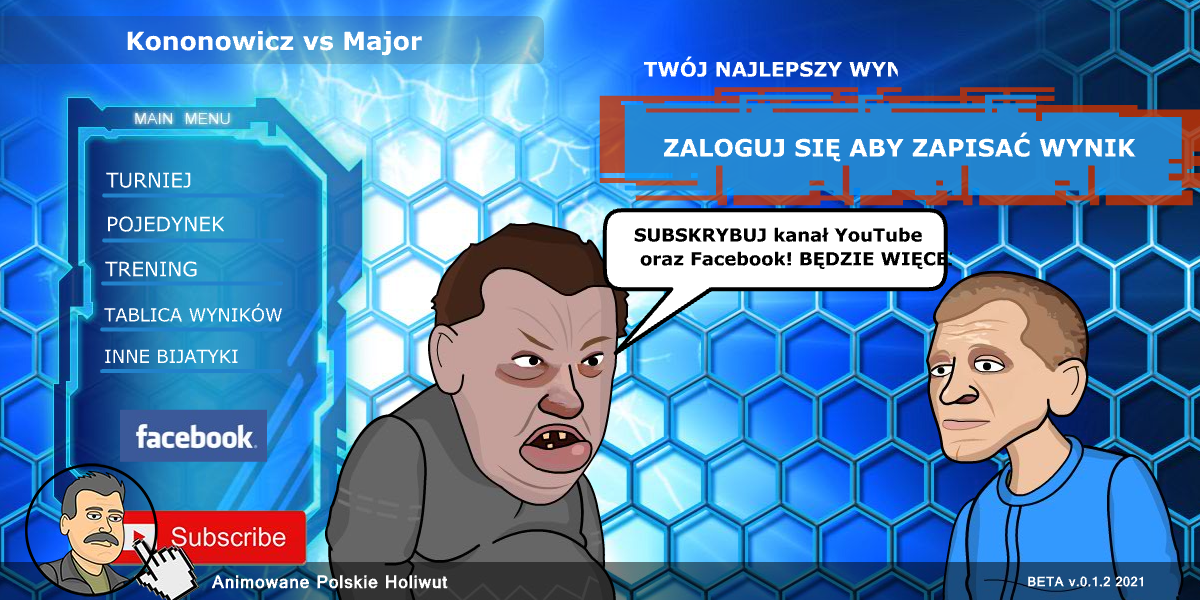 Kononowicz vs Major
TWÓJ NAJLEPSZY WYN
ZALOGUJ SIĘ ABY ZAPISAĆ WYNIK
MAIN MENU
TURNIEJ
POJEDYNEK
TRENING
TABLICA WYNIKÓW
INNE BIJATYKI
SUBSKRYBUJ kanał YouTube
oraz Facebook! BĘDZIE WIĘCE
facebook
Subscribe
Animowane Polskie Holiwut
BETA v.0.1.2 2021